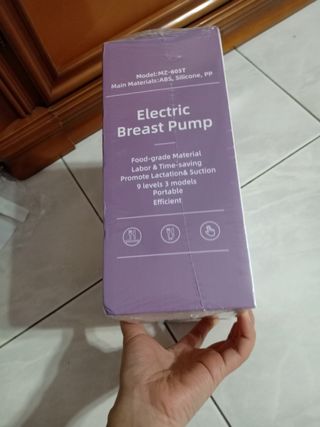 Model:MZ-605T
Main Materials:ABS, Silicone, PP
Electric
Breast Pump
Food-grade Material
Labor & Time-saving
Promote Lactation& Suction
9 levels 3 models
Portable
Efficient